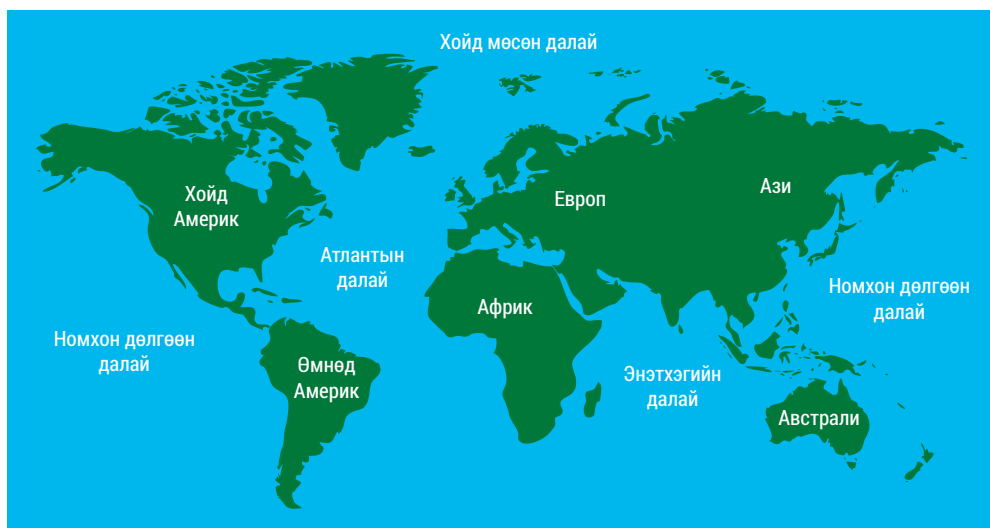 Хойд мөсөн далай
Хойд
Америк
Европ
Ази
Атлантын
далай
Африк
Номхон дөлгөөн
далай
Номхон дөлгөөн
далай
Өмнөд
Америк
Энэтхэгийн
далай
Австрали